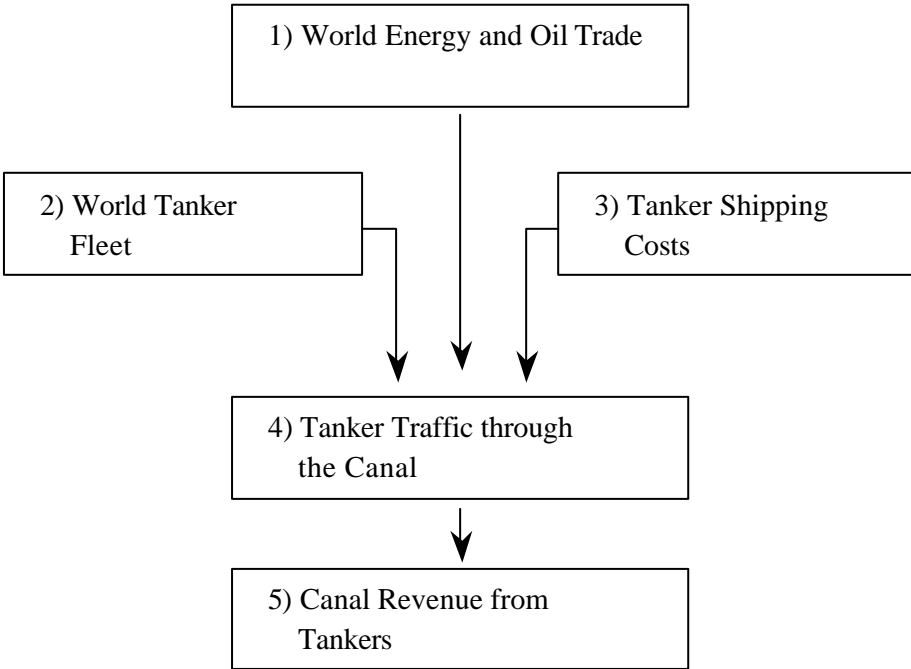 1) World Energy and Oil Trade
2) World Tanker
Fleet
3) Tanker Shipping
Costs
4) Tanker Traffic through
the Canal
5) Canal Revenue from
Tankers